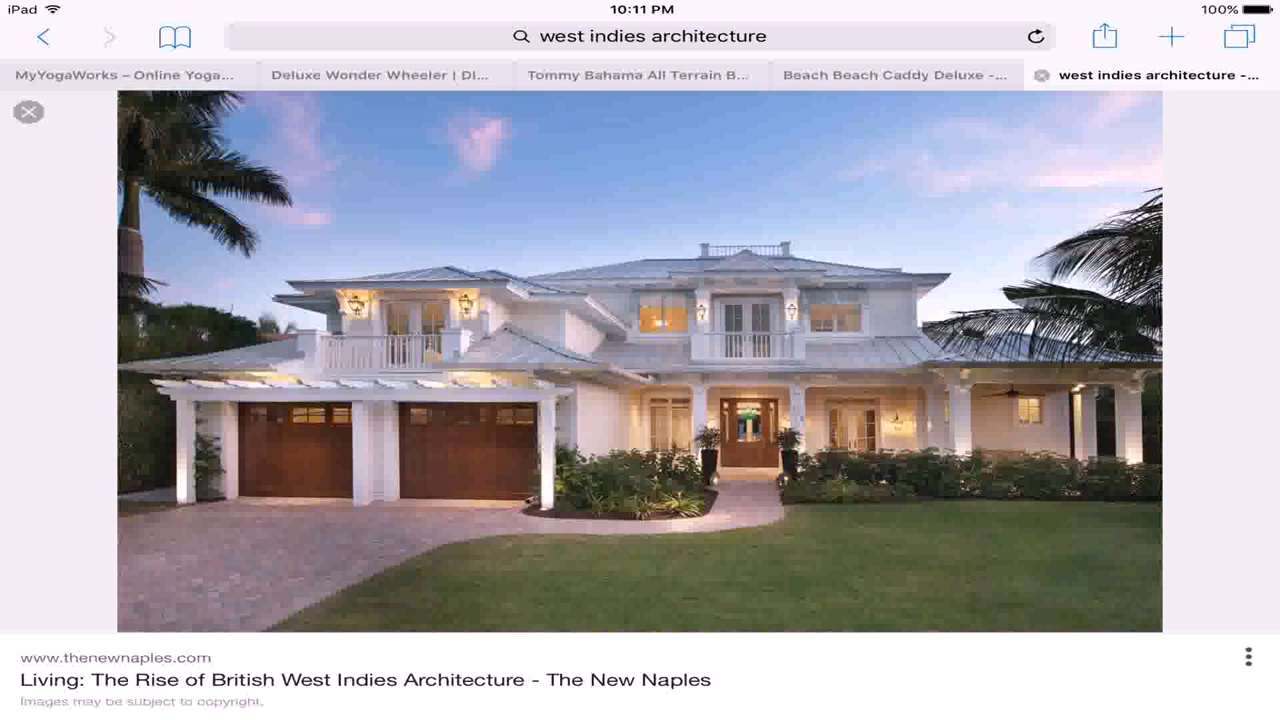 iPad 10:11 PM 100%
west indies architecture
MyYogaWorks – Online Yoga... Deluxe Wonder Wheeler | Di... Tommy Bahama All Terrain B... Beach Beach Caddy Deluxe -... west indies architecture -...
www.thenewnaples.com
Living: The Rise of British West Indies Architecture - The New Naples
Images may be subject to copyright.